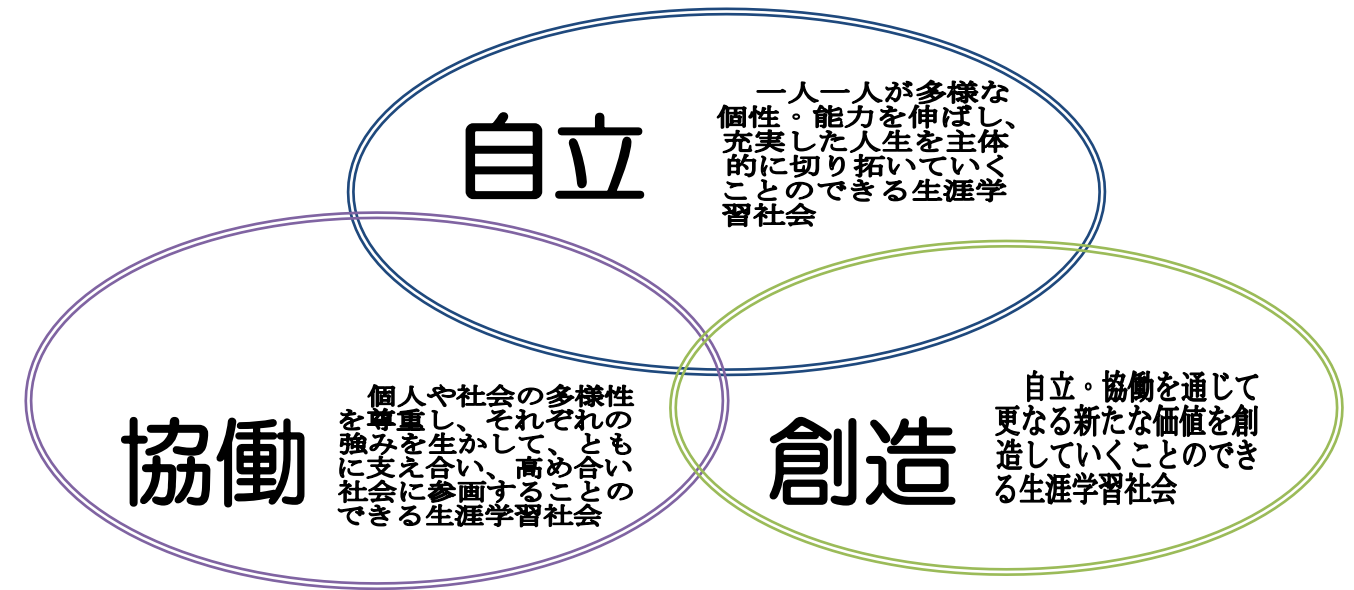 自立
一人一人が多様な
個性・能力を伸ばし、
充実した人生を主体
的に切り拓いていく
ことのできる生涯学
習社会
協働
個人や社会の多様性
を尊重し、それぞれの
強みを生かして、とも
に支え合い、高め合い
社会に参画することの
できる生涯学習社会
創造
自立・協働を通じて
更なる新たな価値を創
造していくことのでき
る生涯学習社会